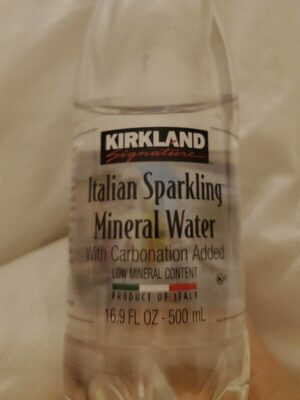 KIRKLAND
Signature
Italian Sparkling
Mineral Water
With Carbonation Added
LOW MINERAL CONTENT
PRODUCT OF ITALY
16.9 FL OZ - 500 mL